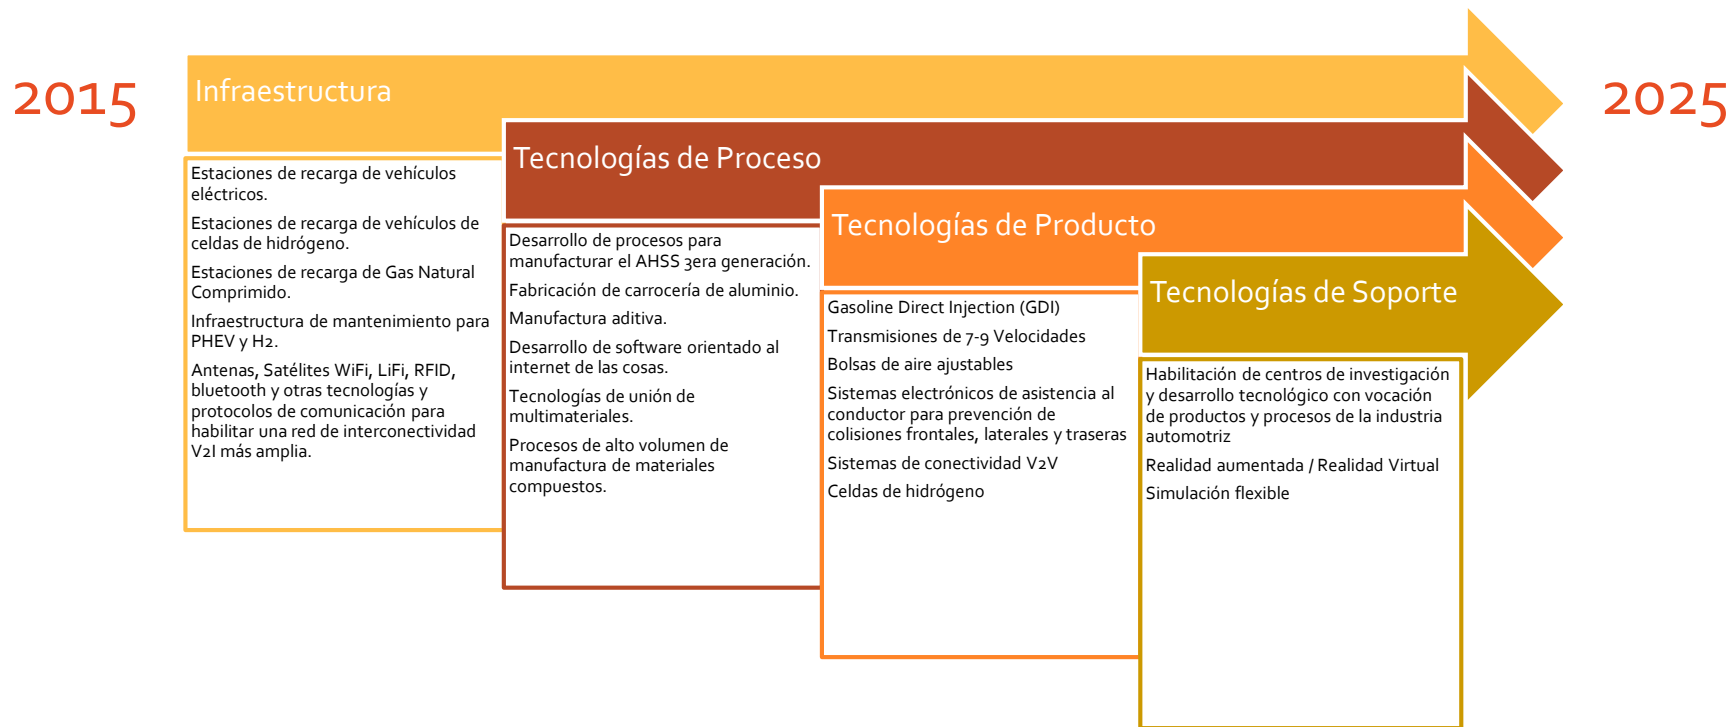 2015
Infraestructura
2025
Estaciones de recarga de vehículos
eléctricos.
Estaciones de recarga de vehículos de
celdas de hidrógeno.
Estaciones de recarga de Gas Natural
Comprimido.
Infraestructura de mantenimiento para
PHEV y H2.
Antenas, Satélites WiFi, LiFi, RFID,
bluetooth y otras tecnologías y
protocolos de comunicación para
habilitar una red de interconectividad
V2I más amplia.
Tecnologías de Proceso
Desarrollo de procesos para
manufacturar el AHSS 3era generación.
Fabricación de carrocería de aluminio.
Manufactura aditiva.
Desarrollo de software orientado al
internet de las cosas.
Tecnologías de unión de
multimateriales.
Procesos de alto volumen de
manufactura de materiales
compuestos.
Tecnologías de Producto
Gasoline Direct Injection (GDI)
Transmisiones de 7-9 Velocidades
Bolsas de aire ajustables
Sistemas electrónicos de asistencia al
conductor para prevención de
colisiones frontales, laterales y traseras
Sistemas de conectividad V2V
Celdas de hidrógeno
Tecnologías de Soporte
Habilitación de centros de investigación
y desarrollo tecnológico con vocación
de productos y procesos de la industria
automotriz
Realidad aumentada / Realidad Virtual
Simulación flexible